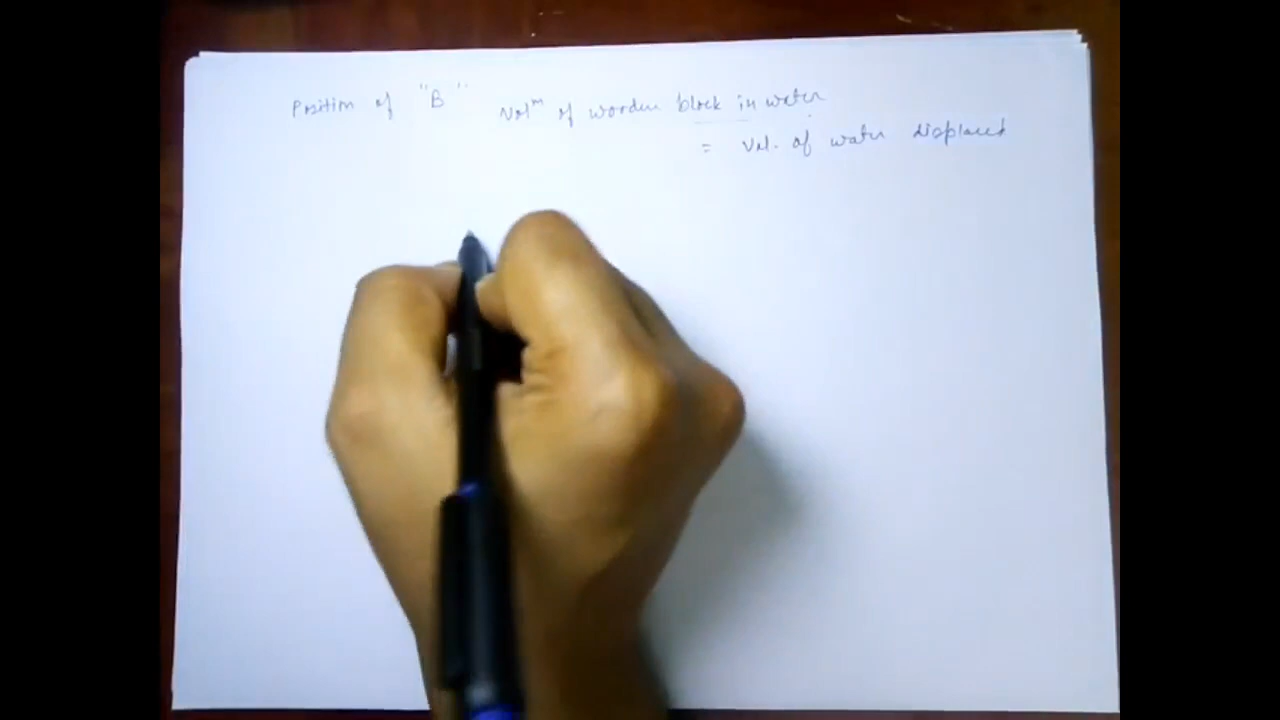 Position of "B" Volm of wooden block in water
= Vol. of water displaced